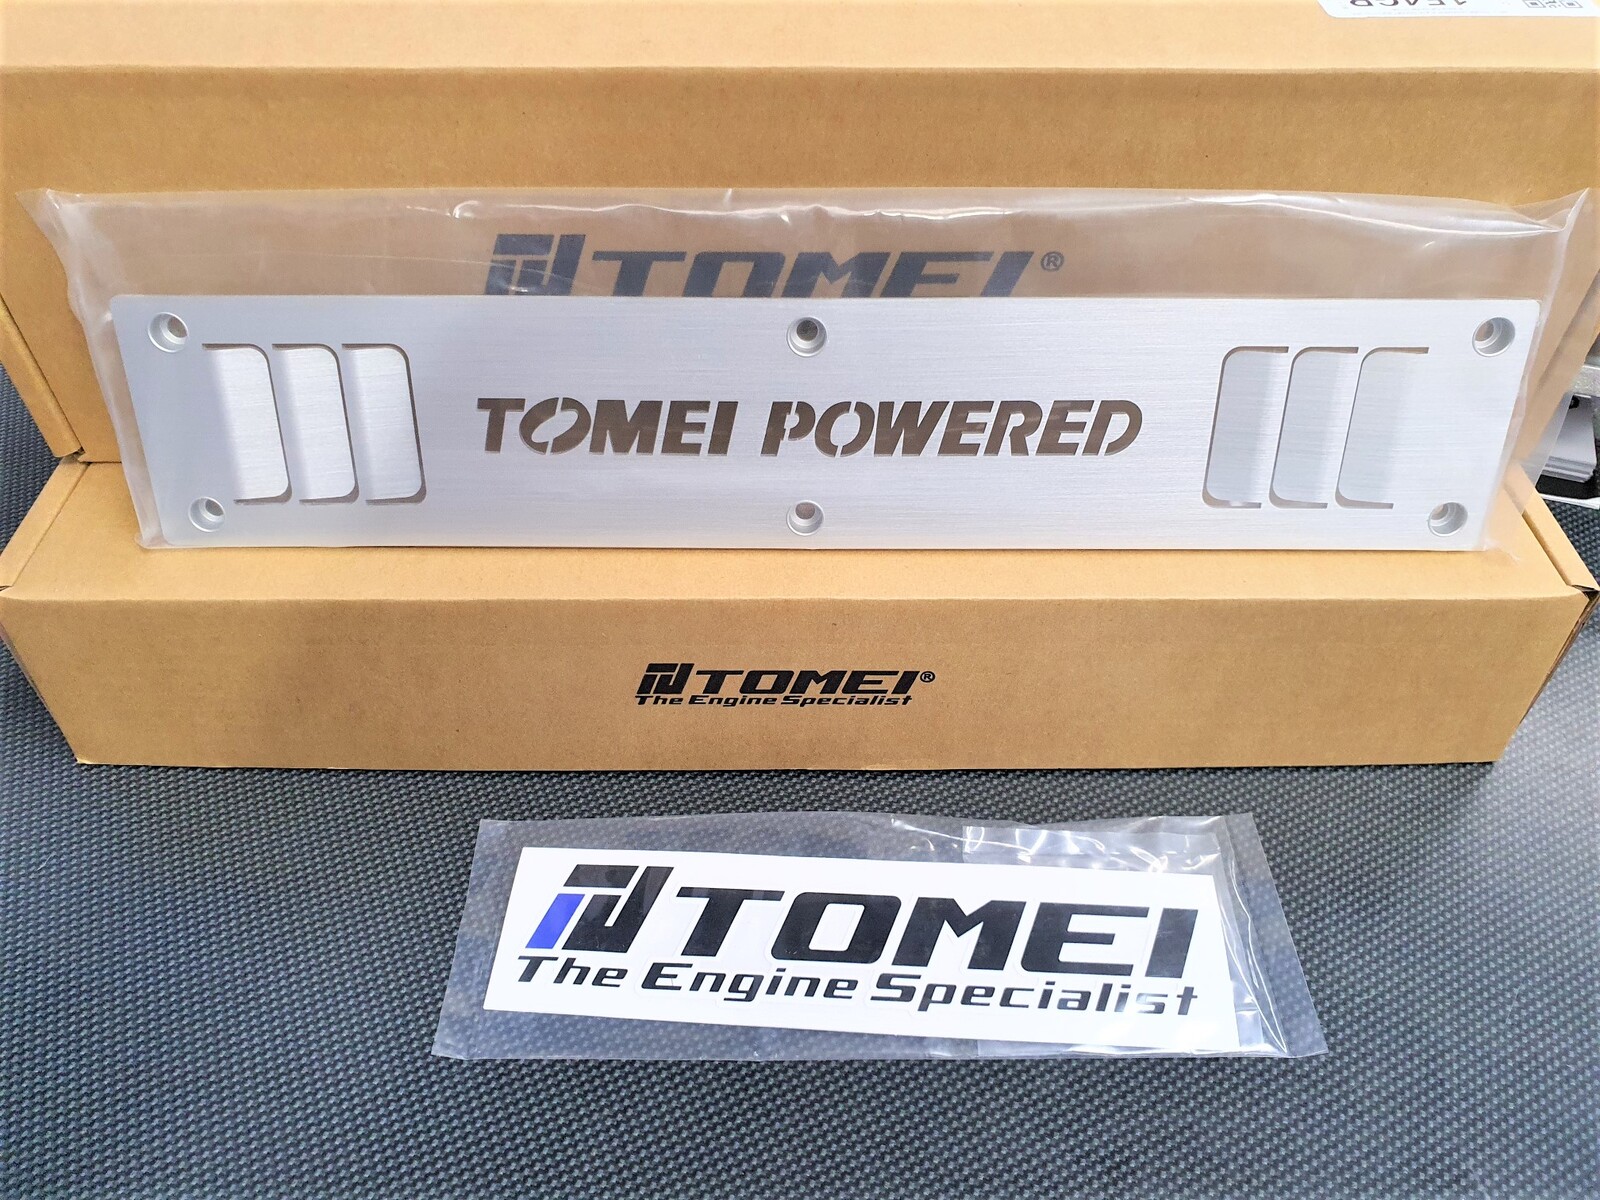 TOMEI®
TOMEI POWERED
TOMEI®
The Engine Specialist
TOMEI
The Engine Specialist